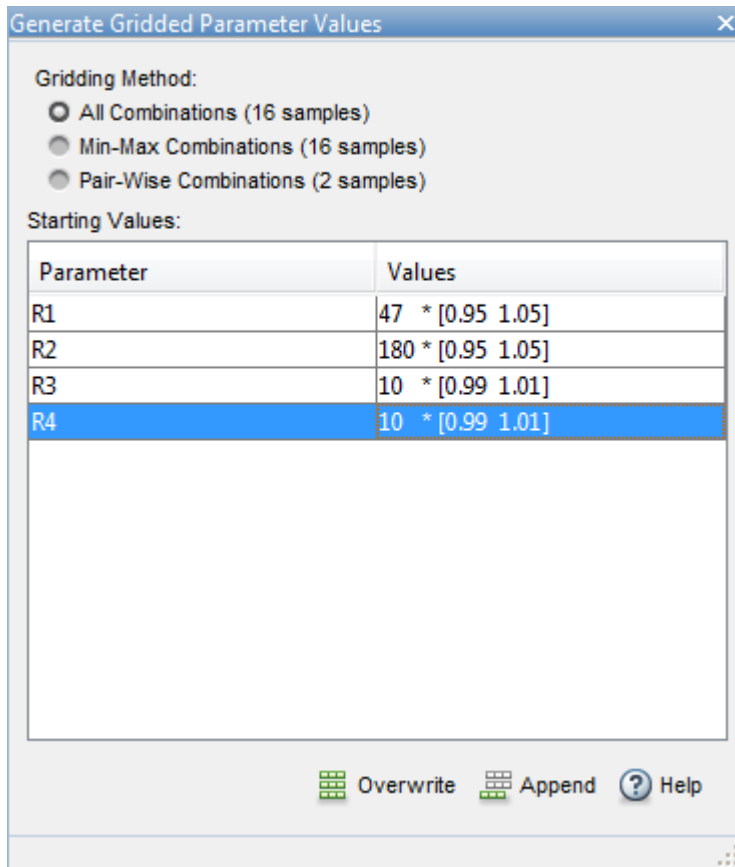 Generate Gridded Parameter Values
Gridding Method:
All Combinations (16 samples)
Min-Max Combinations (16 samples)
Pair-Wise Combinations (2 samples)
Starting Values:
Parameter Values
R1 47 * [0.95 1.05]
R2 180 * [0.95 1.05]
R3 10 * [0.99 1.01]
R4 10 * [0.99 1.01]
Overwrite Append Help